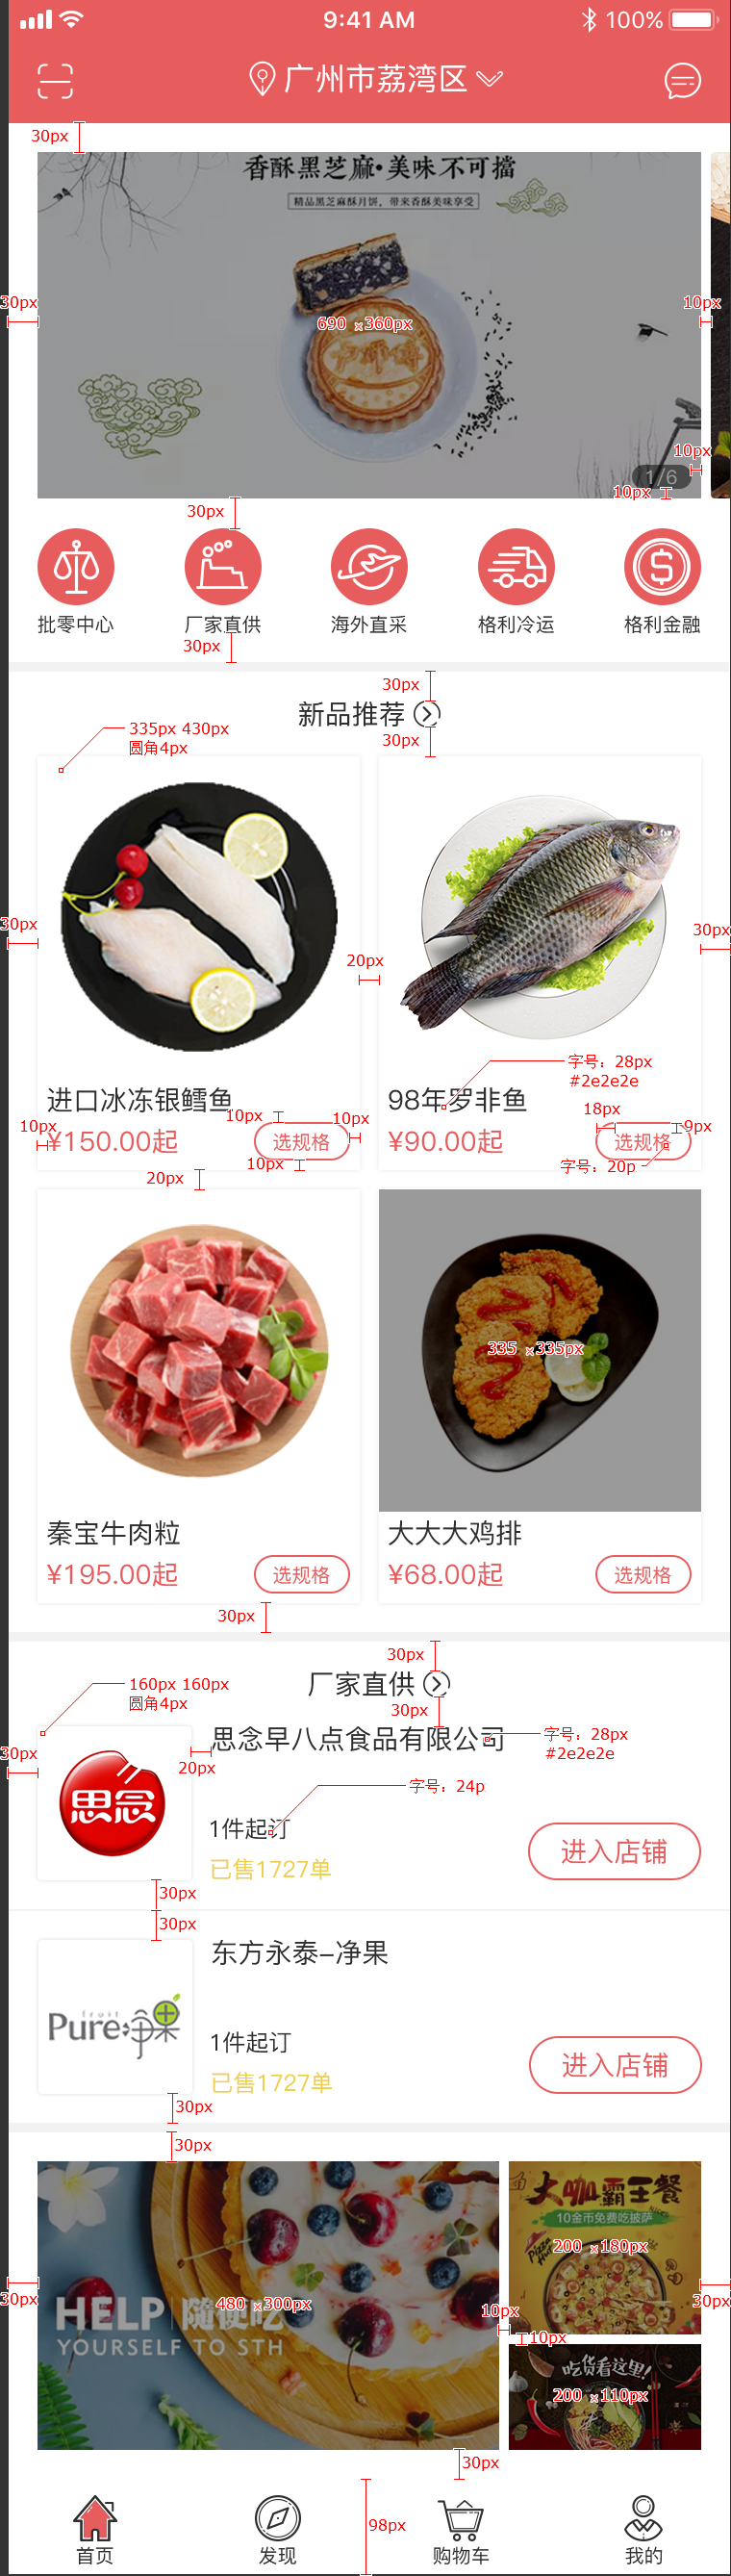 9:41 AM
100%
广州市荔湾区
30px
香酥黑芝麻•美味不可擋
精品黑芝麻酥月饼，带来香酥美味享受
30px
10px
690 ×360px
10px
1/6
10px
30px
批零中心
厂家直供
海外直采
格利冷运
格利金融
30px
30px
新品推荐
335px 430px
圆角4px
30px
30px
30px
20px
字号：28px
#2e2e2e
进口冰冻银鳕鱼
98年罗非鱼
10px
10px
10px
¥150.00起
选规格
10px
18px
9px
¥90.00起
选规格
字号：20p
20px
335 ×335px
秦宝牛肉粒
大大大鸡排
¥195.00起
选规格
¥68.00起
选规格
30px
30px
厂家直供
160px 160px
圆角4px
30px
思念早八点食品有限公司
字号：28px
#2e2e2e
30px
20px
思念
字号：24p
1件起订
进入店铺
已售1727单
30px
30px
东方永泰–净果
fruit
Pure
1件起订
进入店铺
已售1727单
30px
30px
大咖霸王餐
10金币免费吃披萨
200 ×180px
30px
30px
480 ×300px
HELP
隨便吃
YOURSELF TO STH
10px
10px
吃货看这里!
200 ×110px
30px
98px
首页
发现
购物车
我的